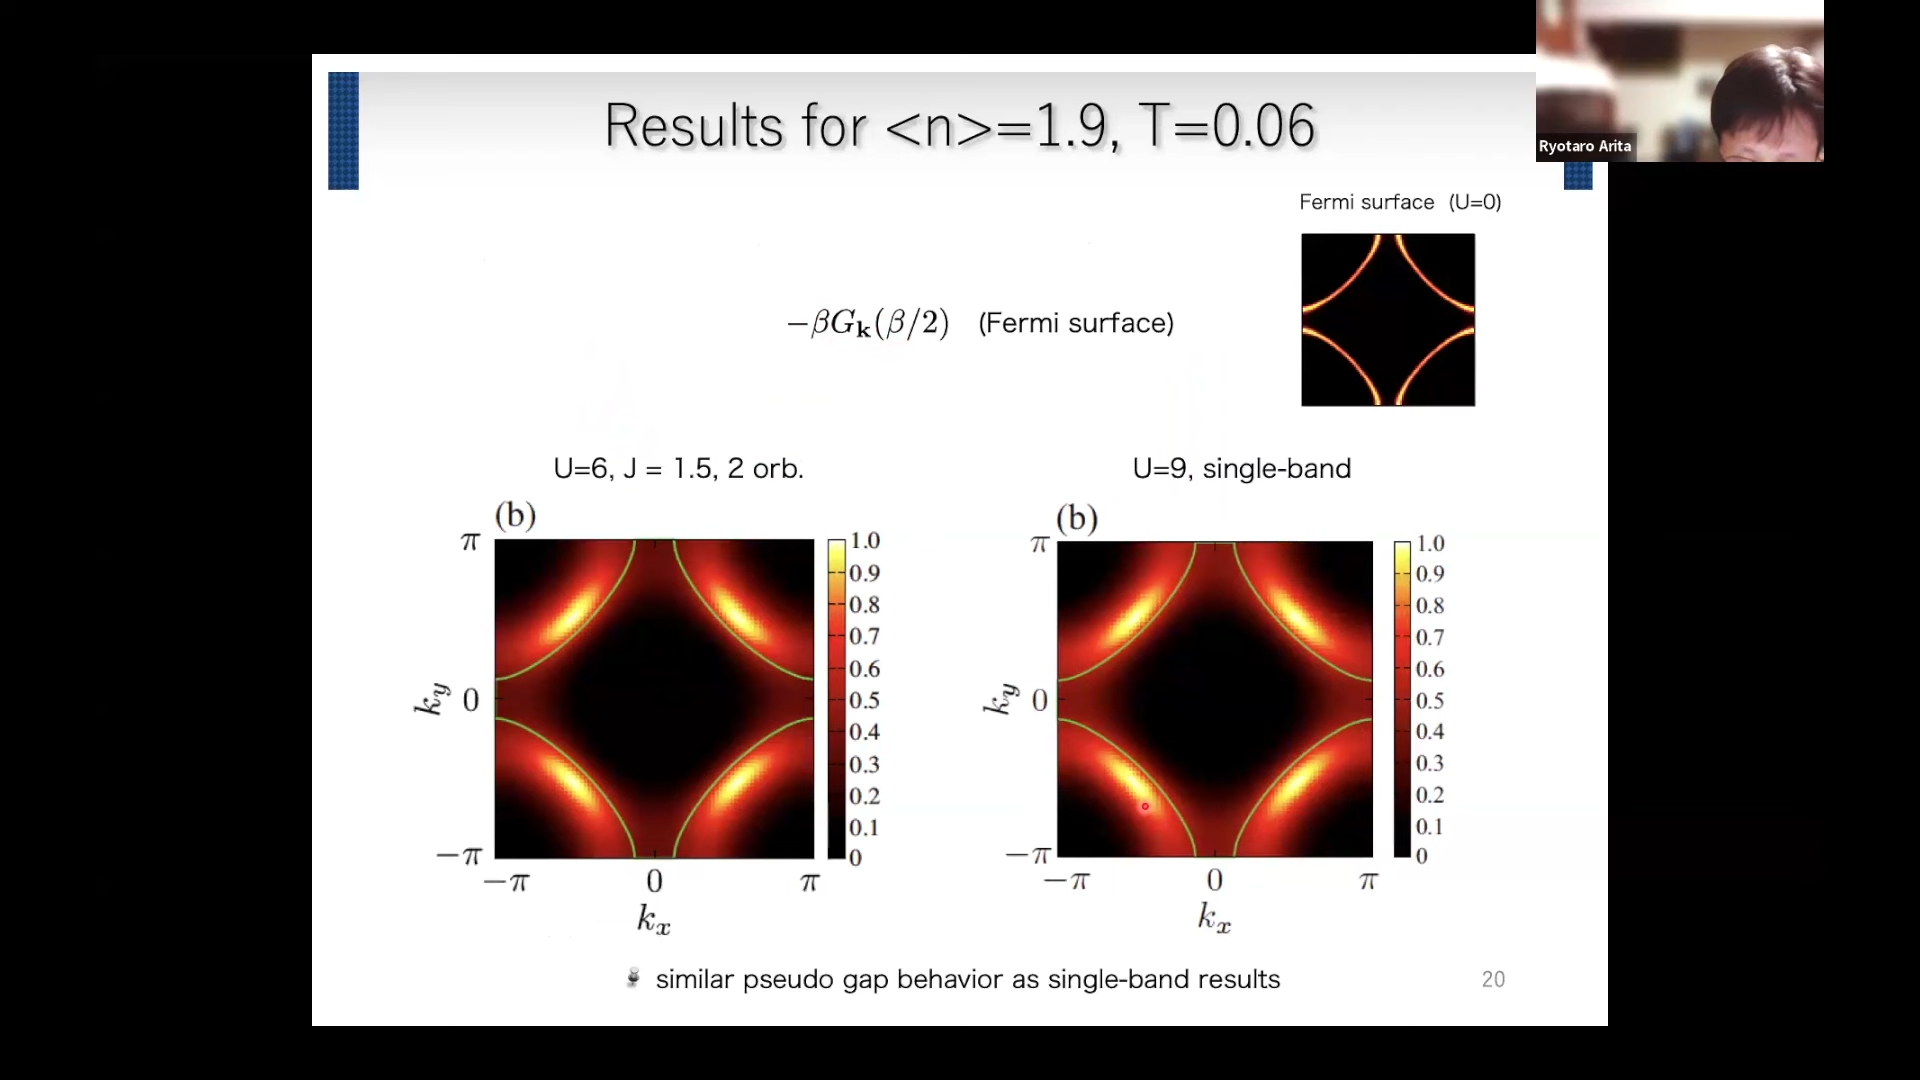 Results for <n>=1.9, T=0.06
Ryotaro Arita
Fermi surface (U=0)
−βG𝐤(β/2) (Fermi surface)
U=6, J = 1.5, 2 orb.
(b)
π
0
−π
k_y
−π
0
π
k_x
1.0
0.9
0.8
0.7
0.6
0.5
0.4
0.3
0.2
0.1
0
U=9, single-band
(b)
π
0
−π
k_y
−π
0
π
k_x
1.0
0.9
0.8
0.7
0.6
0.5
0.4
0.3
0.2
0.1
0
similar pseudo gap behavior as single-band results
20